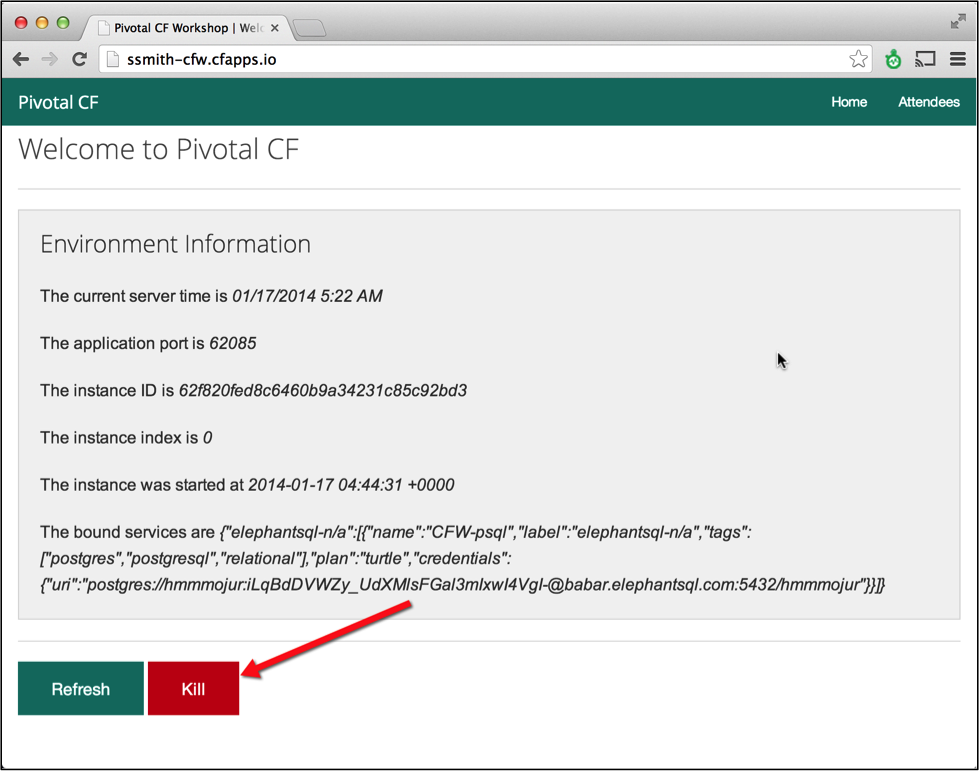 Pivotal CF Workshop | Welc
ssmith-cfw.cfapps.io
Pivotal CF Home Attendees
Welcome to Pivotal CF
Environment Information
The current server time is 01/17/2014 5:22 AM
The application port is 62085
The instance ID is 62f820fed8c6460b9a34231c85c92bd3
The instance index is 0
The instance was started at 2014-01-17 04:44:31 +0000
The bound services are {"elephantsql-n/a":[{"name":"CFW-psql","label":"elephantsql-n/a","tags":
["postgres","postgresql","relational"],"plan":"turtle","credentials":
{"uri":"postgres://hmmmojur:iLqBdDVWZy_UdXMlsFGal3mlxwI4VgI-@babar.elephantsql.com:5432/hmmmojur"}}]}
Refresh Kill